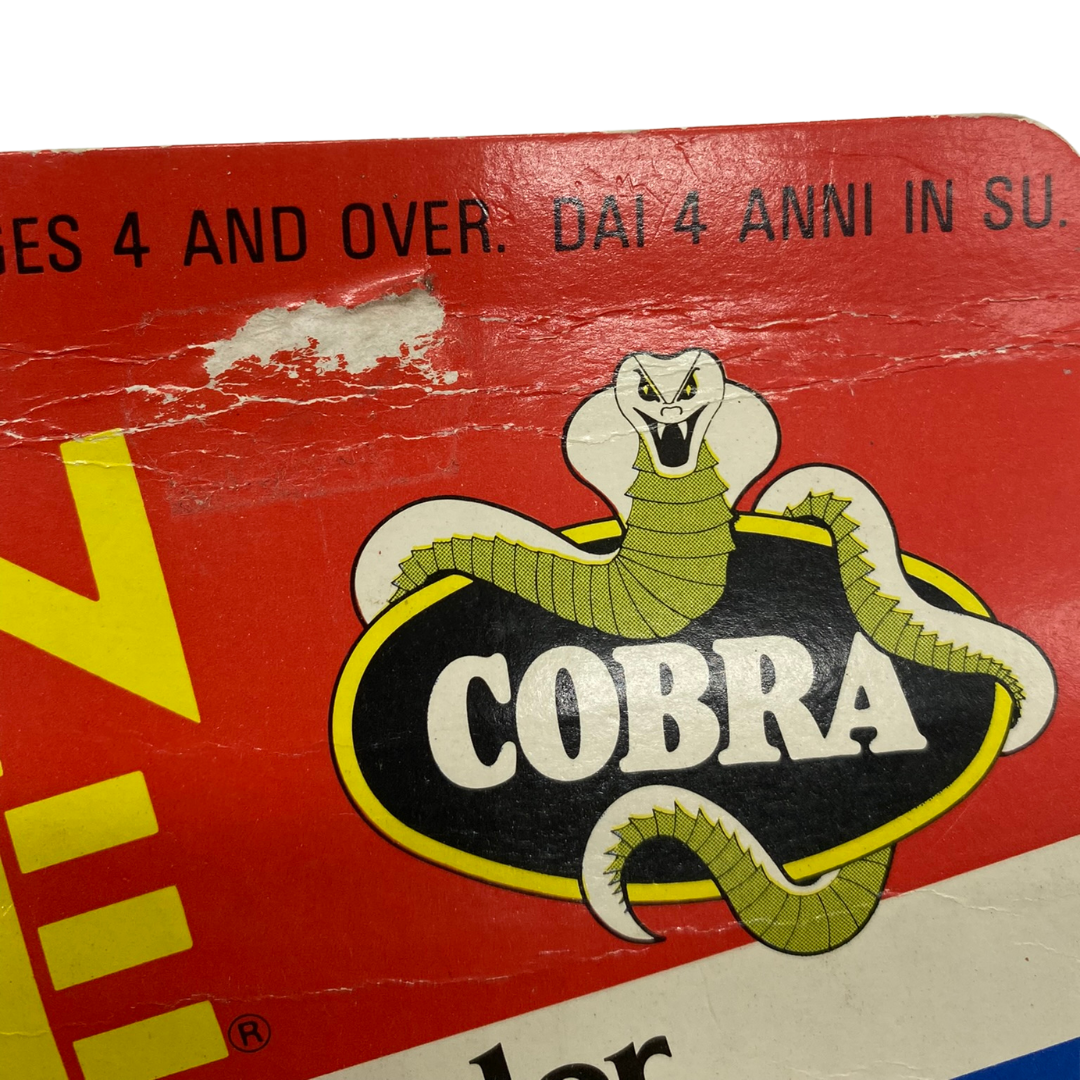 GES 4 AND OVER. DAI 4 ANNI IN SU.
COBRA
®